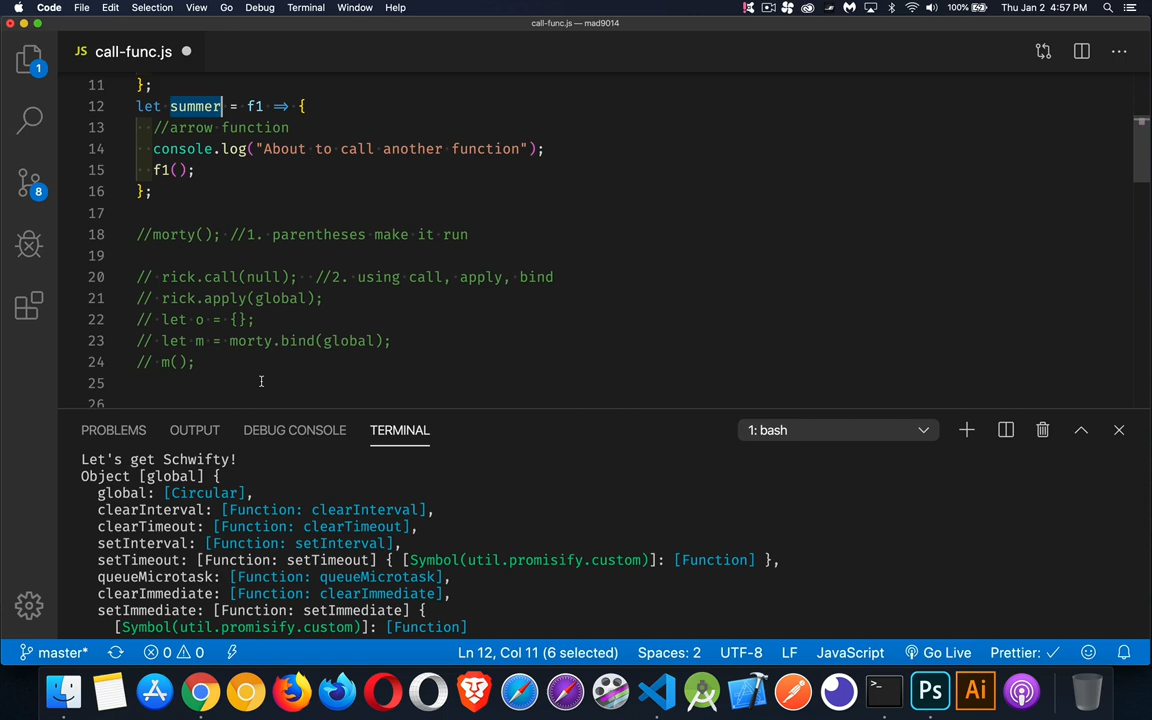 Code File Edit Selection View Go Debug Terminal Window Help 100% Thu Jan 2 4:57 PM
call-func.js — mad9014
JS call-func.js
11 };
12 let summer = f1 => {
13 //arrow function
14 console.log("About to call another function");
15 f1();
16 };
17
18 //morty(); //1. parentheses make it run
19
20 // rick.call(null); //2. using call, apply, bind
21 // rick.apply(global);
22 // let o = {};
23 // let m = morty.bind(global);
24 // m();
25
26
1
8
PROBLEMS OUTPUT DEBUG CONSOLE TERMINAL 1: bash
Let's get Schwifty!
Object [global] {
global: [Circular],
clearInterval: [Function: clearInterval],
clearTimeout: [Function: clearTimeout],
setInterval: [Function: setInterval],
setTimeout: [Function: setTimeout] { [Symbol(util.promisify.custom)]: [Function] },
queueMicrotask: [Function: queueMicrotask],
clearImmediate: [Function: clearImmediate],
setImmediate: [Function: setImmediate] {
[Symbol(util.promisify.custom)]: [Function]
master* 0 0 Ln 12, Col 11 (6 selected) Spaces: 2 UTF-8 LF JavaScript Go Live Prettier: ✓
>_ Ps Ai